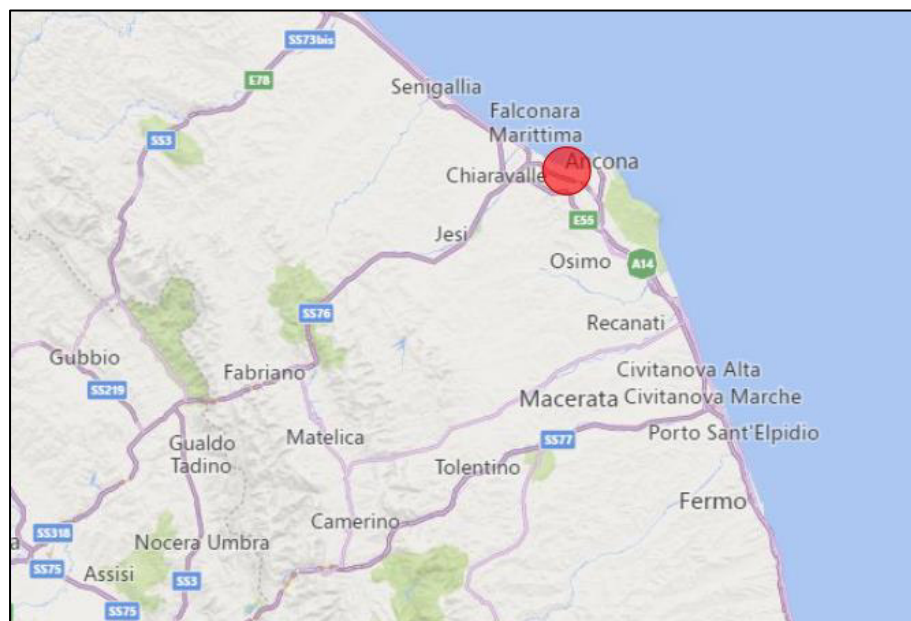 SS73bis
E78
Senigallia
Falconara
Marittima
SS3
Ancona
Chiaravalle
E55
Jesi
Osimo
A14
SS76
Recanati
Gubbio
Fabriano
Civitanova Alta
SS219
Macerata
Civitanova Marche
Gualdo
Tadino
Matelica
SS77
Porto Sant'Elpidio
Tolentino
Fermo
Camerino
SS318
Nocera Umbra
a
SS75
Assisi
SS3
SS75